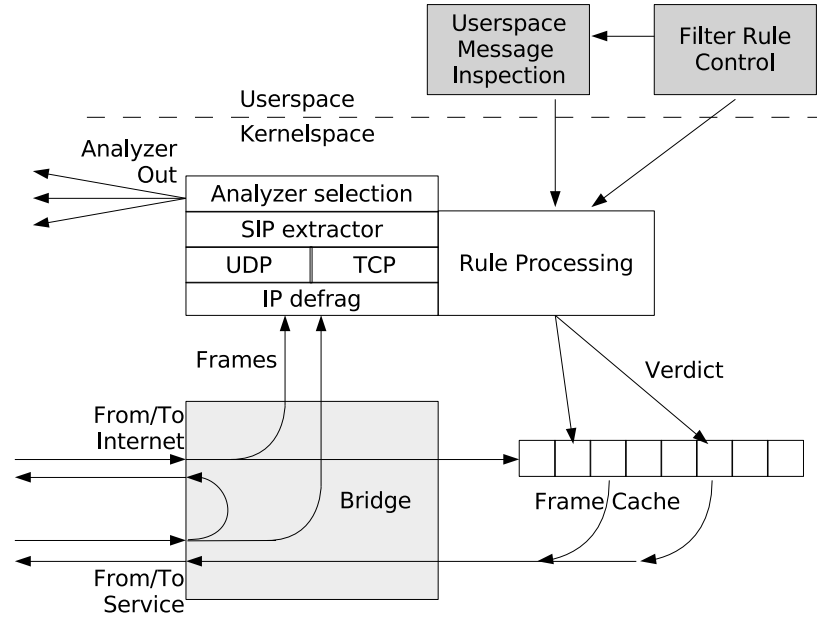 Userspace
Message
Inspection
Filter Rule
Control
Userspace
Kernelspace
Analyzer
Out
Analyzer selection
SIP extractor
UDP
TCP
IP defrag
Rule Processing
Frames
Verdict
From/To
Internet
Bridge
Frame Cache
From/To
Service